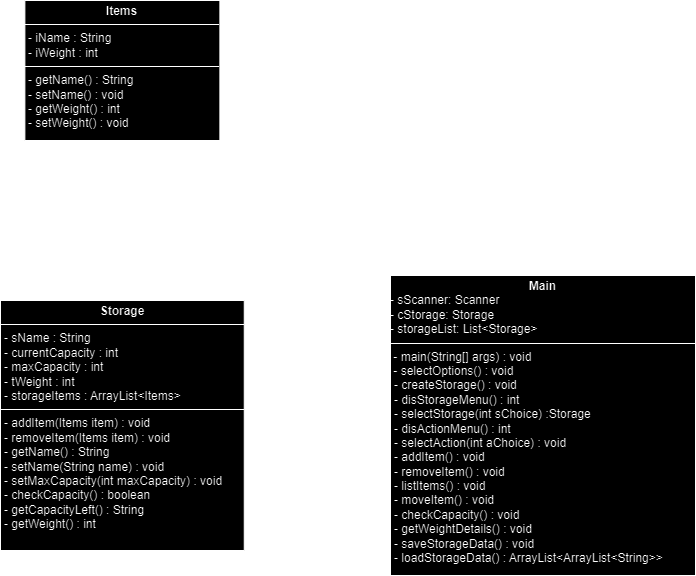 Items
- iName : String
- iWeight : int
- getName() : String
- setName() : void
- getWeight() : int
- setWeight() : void
Storage
- sName : String
- currentCapacity : int
- maxCapacity : int
- tWeight : int
- storageItems : ArrayList<Items>
- addItem(Items item) : void
- removeItem(Items item) : void
- getName() : String
- setName(String name) : void
- setMaxCapacity(int maxCapacity) : void
- checkCapacity() : boolean
- getCapacityLeft() : String
- getWeight() : int
Main
- sScanner: Scanner
- cStorage: Storage
- storageList: List<Storage>
- main(String[] args) : void
- selectOptions() : void
- createStorage() : void
- disStorageMenu() : int
- selectStorage(int sChoice) :Storage
- disActionMenu() : int
- selectAction(int aChoice) : void
- addItem() : void
- removeItem() : void
- listItems() : void
- moveItem() : void
- checkCapacity() : void
- getWeightDetails() : void
- saveStorageData() : void
- loadStorageData() : ArrayList<ArrayList<String>>